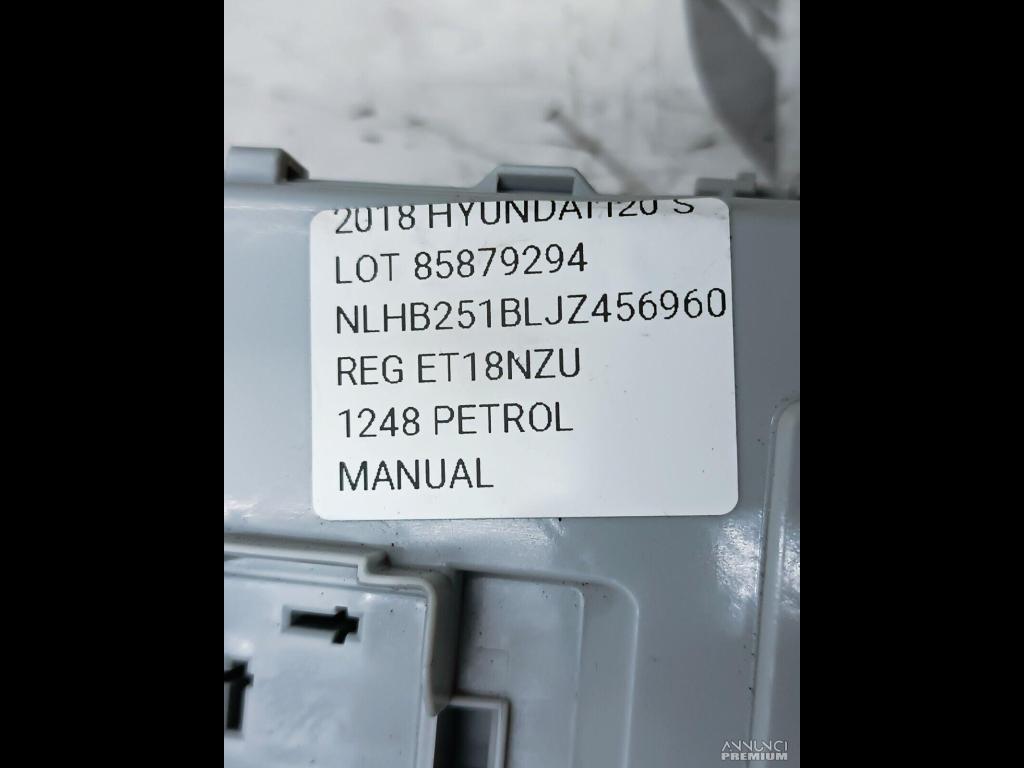 2018 HYUNDAI I20 S
LOT 85879294
NLHB251BLJZ456960
REG ET18NZU
1248 PETROL
MANUAL
ANNUNCI
PREMIUM